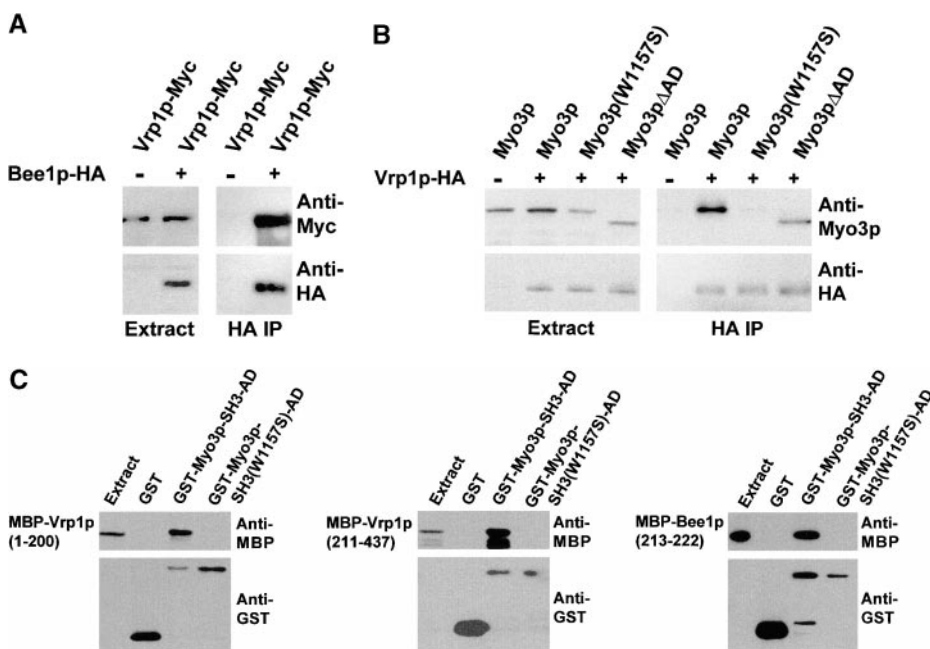 A
Vrp1p-Myc
Vrp1p-Myc
Vrp1p-Myc
Vrp1p-Myc
Bee1p-HA
- + - +
Anti-
Myc
Anti-
HA
Extract HA IP
B
Myo3p
Myo3p
Myo3p(W1157S)
Myo3pΔAD
Myo3p
Myo3p
Myo3p(W1157S)
Myo3pΔAD
Vrp1p-HA
- + + + - + + +
Anti-
Myo3p
Anti-
HA
Extract HA IP
C
Extract
GST
GST-Myo3p-SH3-AD
GST-Myo3p-
SH3(W1157S)-AD
MBP-Vrp1p
(1-200)
Anti-
MBP
Anti-
GST
Extract
GST
GST-Myo3p-SH3-AD
GST-Myo3p-
SH3(W1157S)-AD
MBP-Vrp1p
(211-437)
Anti-
MBP
Anti-
GST
Extract
GST
GST-Myo3p-SH3-AD
GST-Myo3p-
SH3(W1157S)-AD
MBP-Bee1p
(213-222)
Anti-
MBP
Anti-
GST